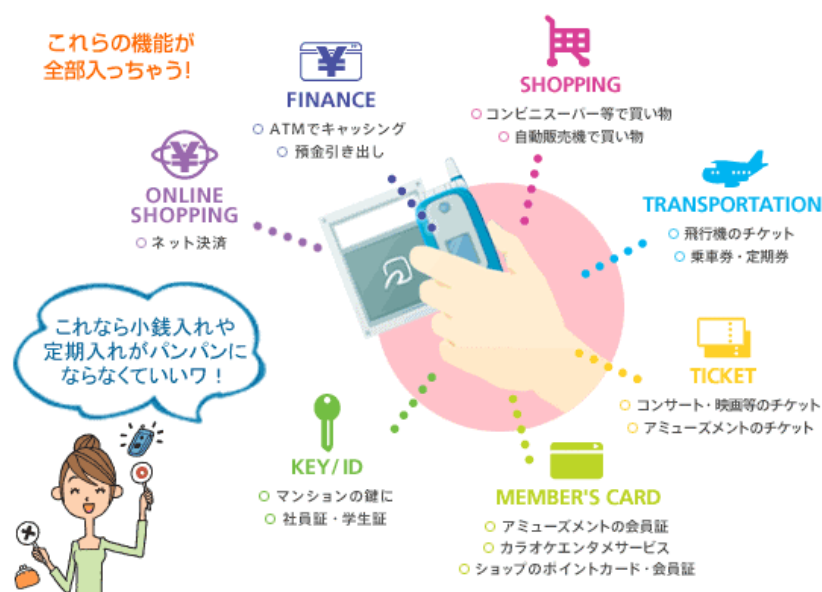 これらの機能が
全部入っちゃう!
FINANCE
ATMでキャッシング
預金引き出し
SHOPPING
コンビニスーパー等で買い物
自動販売機で買い物
ONLINE
SHOPPING
ネット決済
TRANSPORTATION
飛行機のチケット
乗車券・定期券
これなら小銭入れや
定期入れがパンパンに
ならなくていいワ！
TICKET
コンサート・映画等のチケット
アミューズメントのチケット
KEY/ID
マンションの鍵に
社員証・学生証
MEMBER'S CARD
アミューズメントの会員証
カラオケエンタメサービス
ショップのポイントカード・会員証